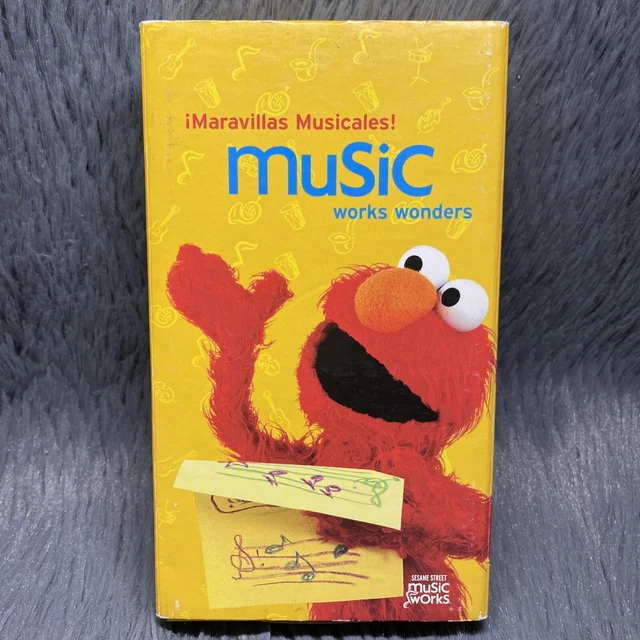 ¡Maravillas Musicales!
music
works wonders
SESAME STREET
music
works